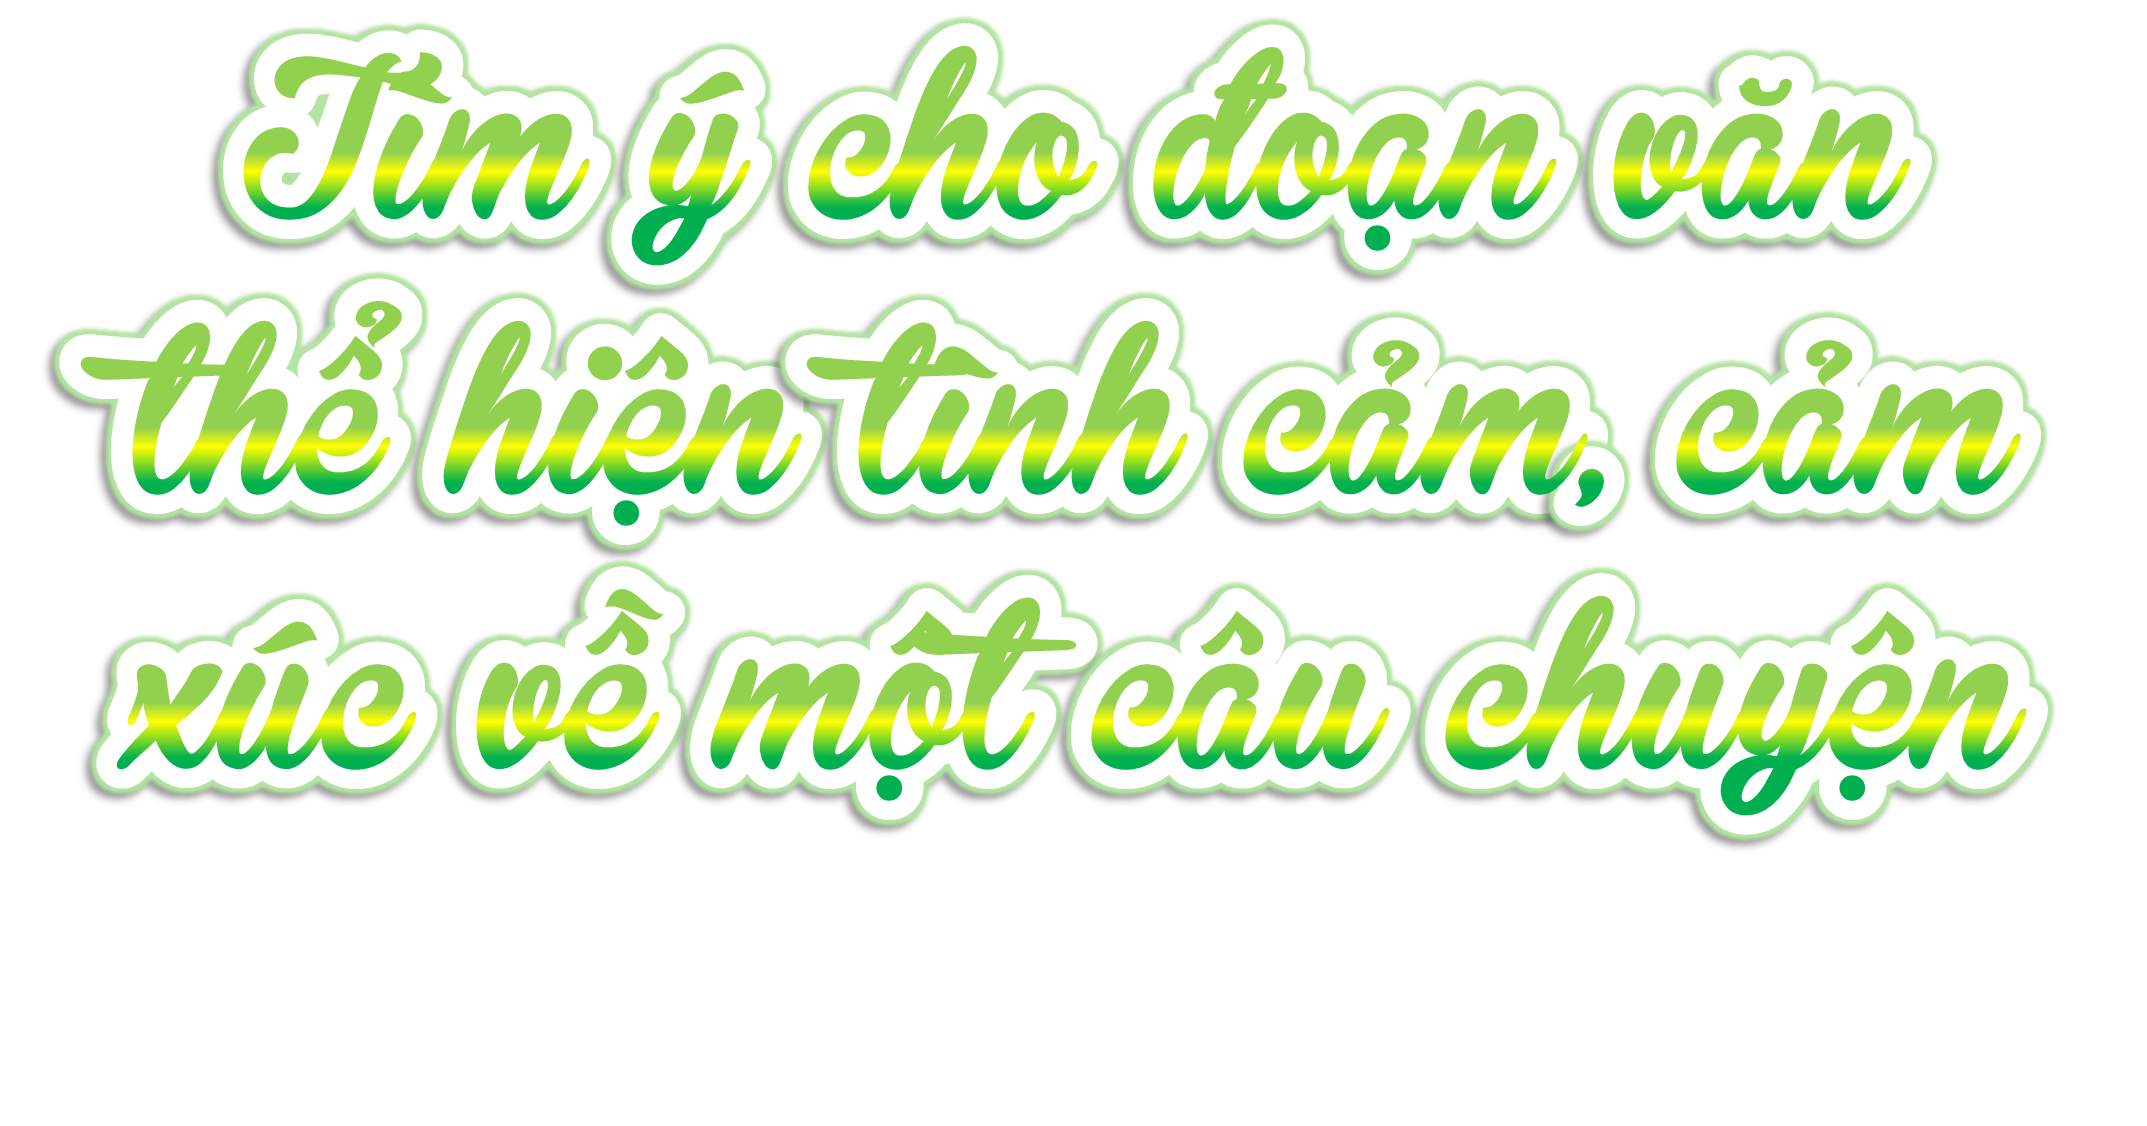 Tìm ý cho đoạn văn
thể hiện tình cảm, cảm
xúc về một câu chuyện